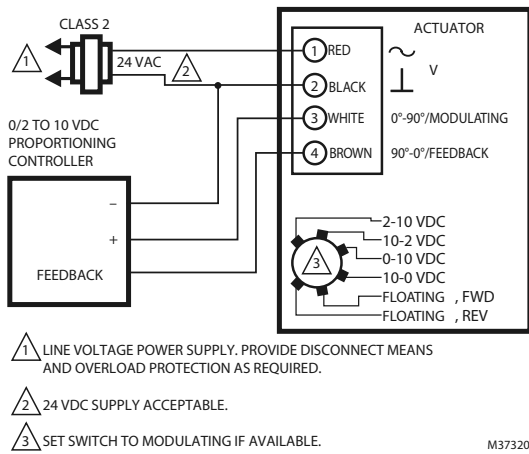 CLASS 2
ACTUATOR
1
24 VAC
2
1 RED
V
2 BLACK
3 WHITE 0°-90°/MODULATING
4 BROWN 90°-0°/FEEDBACK
0/2 TO 10 VDC
PROPORTIONING
CONTROLLER
–
+
FEEDBACK
3
2-10 VDC
10-2 VDC
0-10 VDC
10-0 VDC
FLOATING , FWD
FLOATING , REV
1 LINE VOLTAGE POWER SUPPLY. PROVIDE DISCONNECT MEANS
AND OVERLOAD PROTECTION AS REQUIRED.
2 24 VDC SUPPLY ACCEPTABLE.
3 SET SWITCH TO MODULATING IF AVAILABLE.
M37320